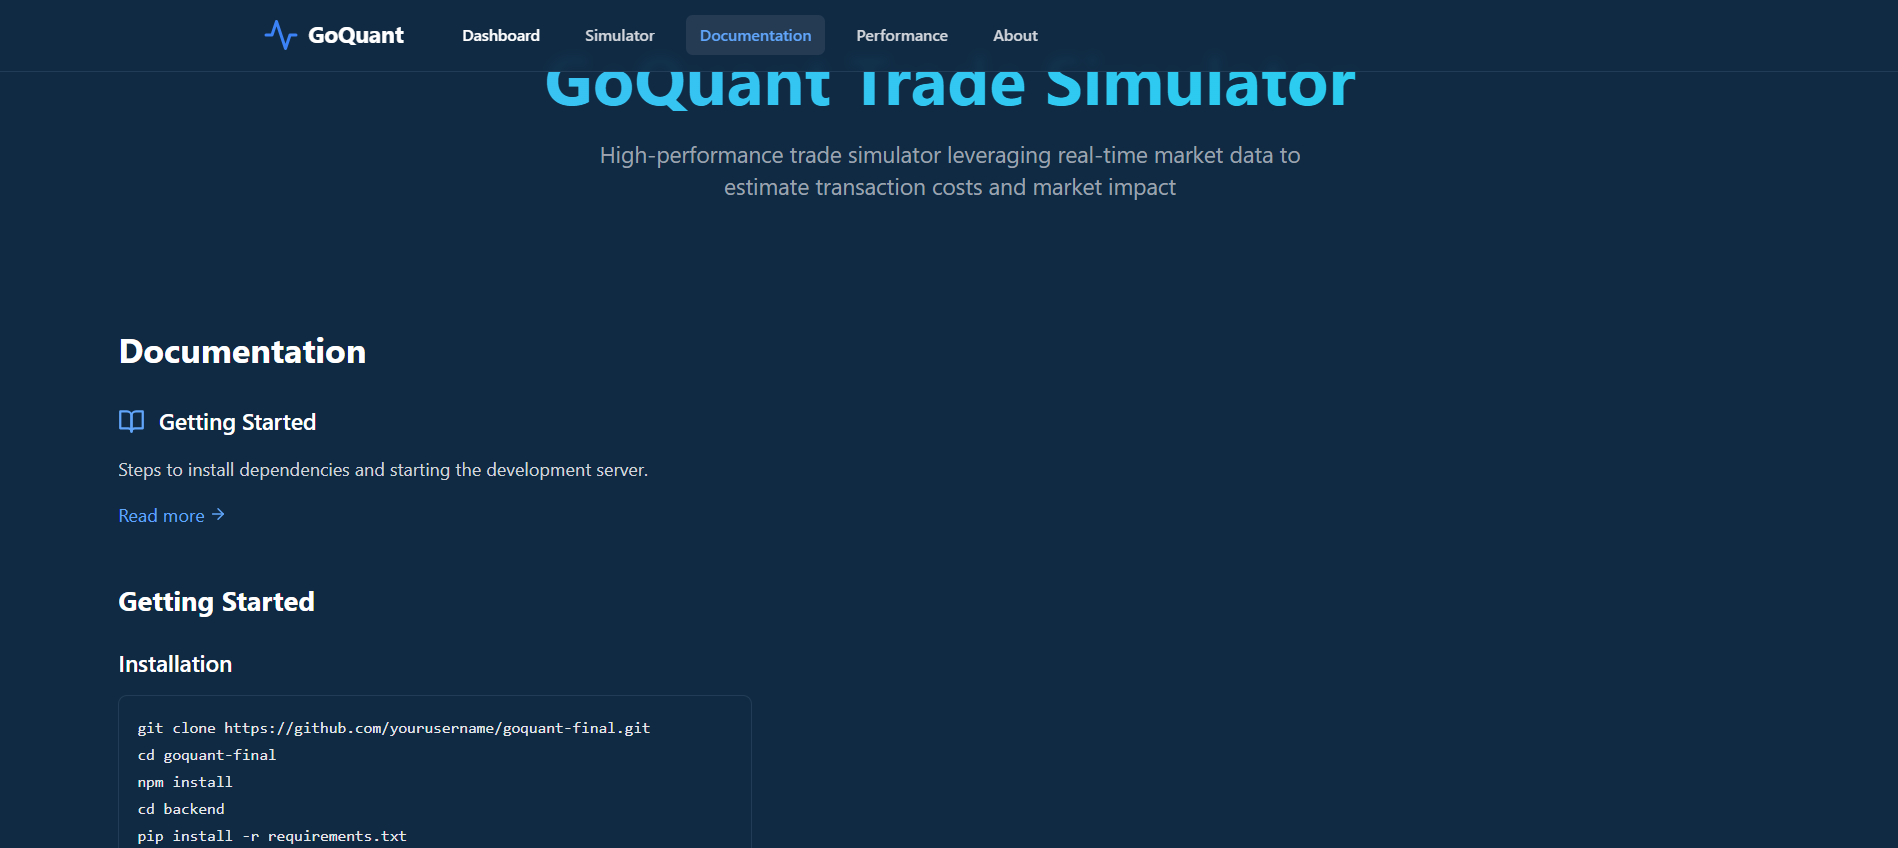 GoQuant Dashboard Simulator Documentation Performance About
GoQuant Trade Simulator
High-performance trade simulator leveraging real-time market data to
estimate transaction costs and market impact
Documentation
Getting Started
Steps to install dependencies and starting the development server.
Read more →
Getting Started
Installation
git clone https://github.com/yourusername/goquant-final.git
cd goquant-final
npm install
cd backend
pip install -r requirements.txt